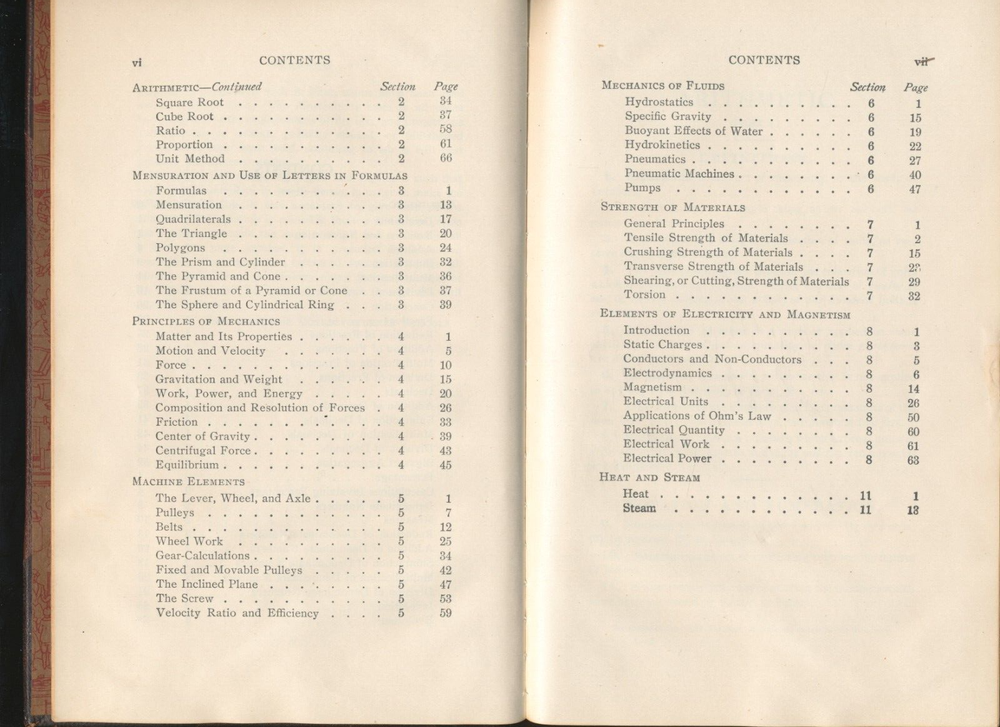 vi CONTENTS
ARITHMETIC—Continued Section Page
Square Root . . . . . . . . . . 2 34
Cube Root . . . . . . . . . . . 2 37
Ratio . . . . . . . . . . . . . 2 58
Proportion . . . . . . . . . . . 2 61
Unit Method . . . . . . . . . . 2 66
MENSURATION AND USE OF LETTERS IN FORMULAS
Formulas . . . . . . . . . . . 3 1
Mensuration . . . . . . . . . . 3 13
Quadrilaterals . . . . . . . . . . 3 17
The Triangle . . . . . . . . . . 3 20
Polygons . . . . . . . . . . . 3 24
The Prism and Cylinder . . . . . . 3 32
The Pyramid and Cone . . . . . . . 3 36
The Frustum of a Pyramid or Cone . . 3 37
The Sphere and Cylindrical Ring . . . 3 39
PRINCIPLES OF MECHANICS
Matter and Its Properties . . . . . . 4 1
Motion and Velocity . . . . . . . 4 5
Force . . . . . . . . . . . . . 4 10
Gravitation and Weight . . . . . . 4 15
Work, Power, and Energy . . . . . 4 20
Composition and Resolution of Forces . 4 26
Friction . . . . . . . . . . . . 4 33
Center of Gravity . . . . . . . . . 4 39
Centrifugal Force . . . . . . . . . 4 43
Equilibrium . . . . . . . . . . . 4 45
MACHINE ELEMENTS
The Lever, Wheel, and Axle . . . . . 5 1
Pulleys . . . . . . . . . . . . 5 7
Belts . . . . . . . . . . . . . 5 12
Wheel Work . . . . . . . . . . 5 25
Gear-Calculations . . . . . . . . . 5 34
Fixed and Movable Pulleys . . . . . 5 42
The Inclined Plane . . . . . . . . 5 47
The Screw . . . . . . . . . . . 5 53
Velocity Ratio and Efficiency . . . . 5 59
CONTENTS vii
MECHANICS OF FLUIDS Section Page
Hydrostatics . . . . . . . . . . 6 1
Specific Gravity . . . . . . . . . 6 15
Buoyant Effects of Water . . . . . . 6 19
Hydrokinetics . . . . . . . . . . 6 22
Pneumatics . . . . . . . . . . . 6 27
Pneumatic Machines . . . . . . . . 6 40
Pumps . . . . . . . . . . . . 6 47
STRENGTH OF MATERIALS
General Principles . . . . . . . . 7 1
Tensile Strength of Materials . . . . 7 2
Crushing Strength of Materials . . . . 7 15
Transverse Strength of Materials . . . 7
Shearing, or Cutting, Strength of Materials 7 29
Torsion . . . . . . . . . . . . 7 32
ELEMENTS OF ELECTRICITY AND MAGNETISM
Introduction . . . . . . . . . . 8 1
Static Charges . . . . . . . . . . 8 3
Conductors and Non-Conductors . . . 8 5
Electrodynamics . . . . . . . . . 8 6
Magnetism . . . . . . . . . . . 8 14
Electrical Units . . . . . . . . . 8 26
Applications of Ohm's Law . . . . . 8 50
Electrical Quantity . . . . . . . . 8 60
Electrical Work . . . . . . . . . 8 61
Electrical Power . . . . . . . . . 8 63
HEAT AND STEAM
Heat . . . . . . . . . . . . . 11 1
Steam . . . . . . . . . . . . 11 13